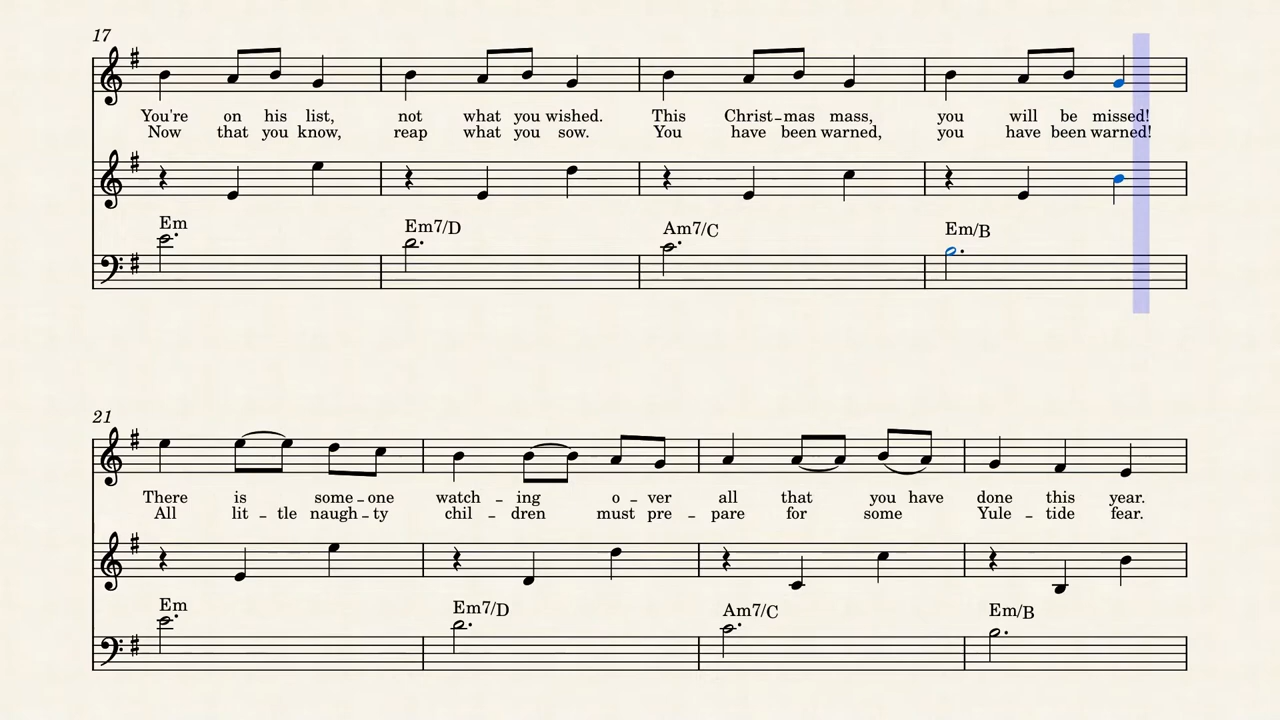 17
You're on his list, not what you wished. This Christ-mas mass, you will be missed!
Now that you know, reap what you sow. You have been warned, you have been warned!
Em Em7/D Am7/C Em/B
21
There is some-one watch-ing o-ver all that you have done this year.
All lit-tle naugh-ty chil-dren must pre-pare for some Yule-tide fear.
Em Em7/D Am7/C Em/B